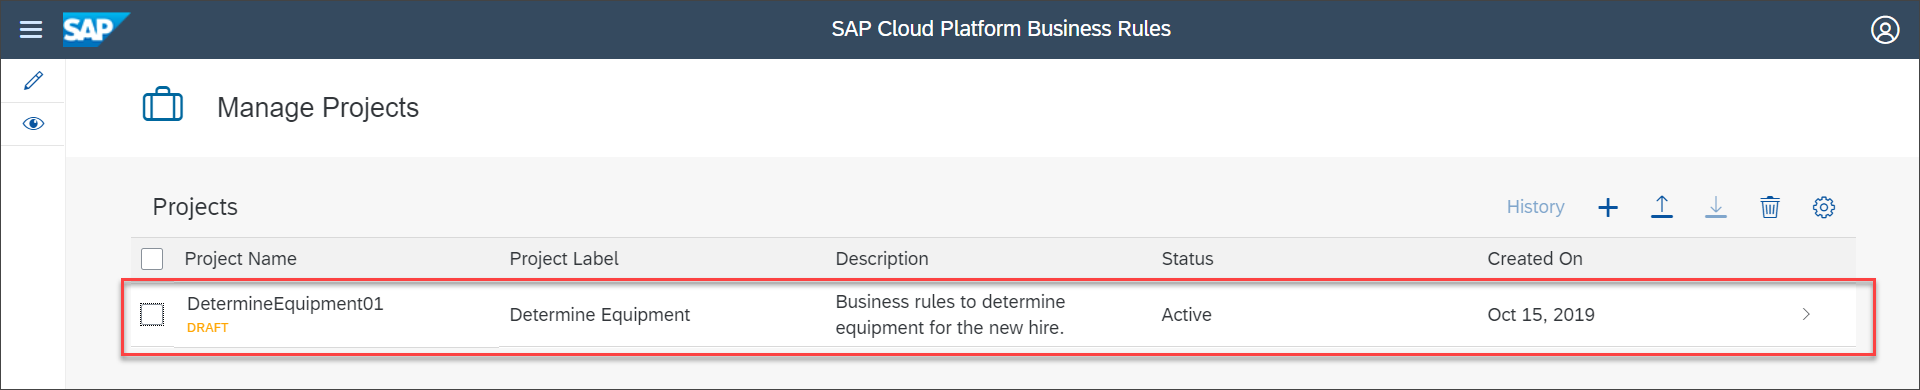 SAP
SAP Cloud Platform Business Rules
Manage Projects
Projects
History
Project Name Project Label Description Status Created On
DetermineEquipment01
DRAFT
Determine Equipment
Business rules to determine
equipment for the new hire.
Active
Oct 15, 2019